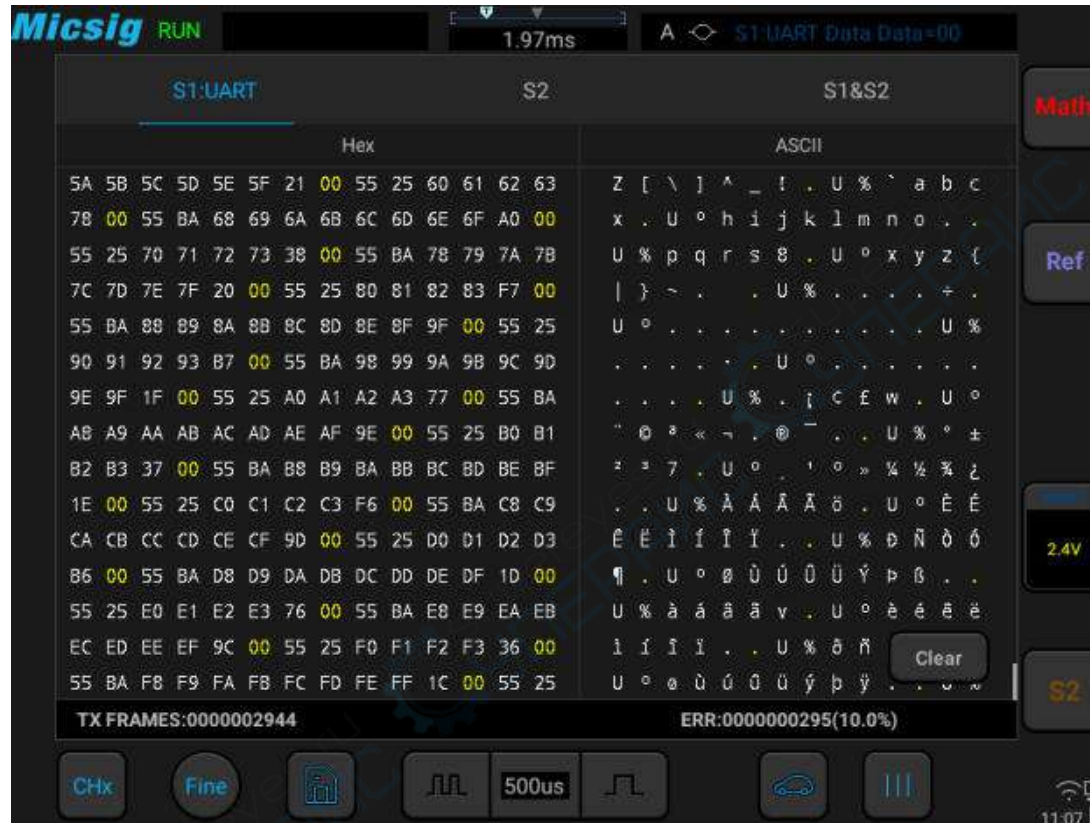 Micsig RUN 1.97ms A S1:UART Data Data=00
S1:UART S2 S1&S2
Math
Hex ASCII
5A 5B 5C 5D 5E 5F 21 00 55 25 60 61 62 63 Z [ \ ] ^ _ ! . U % ` a b c
78 00 55 BA 68 69 6A 6B 6C 6D 6E 6F A0 00 x . U º h i j k l m n o . .
55 25 70 71 72 73 38 00 55 BA 78 79 7A 7B U % p q r s 8 . U º x y z {
Ref
7C 7D 7E 7F 20 00 55 25 80 81 82 83 F7 00 | } ~ . . U % . . . . ÷ .
55 BA 88 89 8A 8B 8C 8D 8E 8F 9F 00 55 25 U º . . . . . . . . . . U %
90 91 92 93 B7 00 55 BA 98 99 9A 9B 9C 9D . . . . · . U º . . . . . .
9E 9F 1F 00 55 25 A0 A1 A2 A3 77 00 55 BA . . . . U % . ¡ ¢ £ w . U º
A8 A9 AA AB AC AD AE AF 9E 00 55 25 B0 B1 ¨ © ª « ¬ . ® ¯ . . U % ° ±
B2 B3 37 00 55 BA B8 B9 BA BB BC BD BE BF ² ³ 7 . U º ¸ ¹ º » ¼ ½ ¾ ¿
1E 00 55 25 C0 C1 C2 C3 F6 00 55 BA C8 C9 . . U % À Á Â Ã ö . U º È É
CA CB CC CD CE CF 9D 00 55 25 D0 D1 D2 D3 Ê Ë Ì Í Î Ï . . U % Ð Ñ Ò Ó
2.4V
B6 00 55 BA D8 D9 DA DB DC DD DE DF 1D 00 ¶ . U º Ø Ù Ú Û Ü Ý Þ ß . .
55 25 E0 E1 E2 E3 76 00 55 BA E8 E9 EA EB U % à á â ã v . U º è é ê ë
EC ED EE EF 9C 00 55 25 F0 F1 F2 F3 36 00 ì í î ï . . U % ð ñ
Clear
55 BA F8 F9 FA FB FC FD FE FF 1C 00 55 25 U º ø ù ú û ü ý þ ÿ . . U %
S2
TX FRAMES:0000002944 ERR:0000000295(10.0%)
CHx Fine 500us
11:07